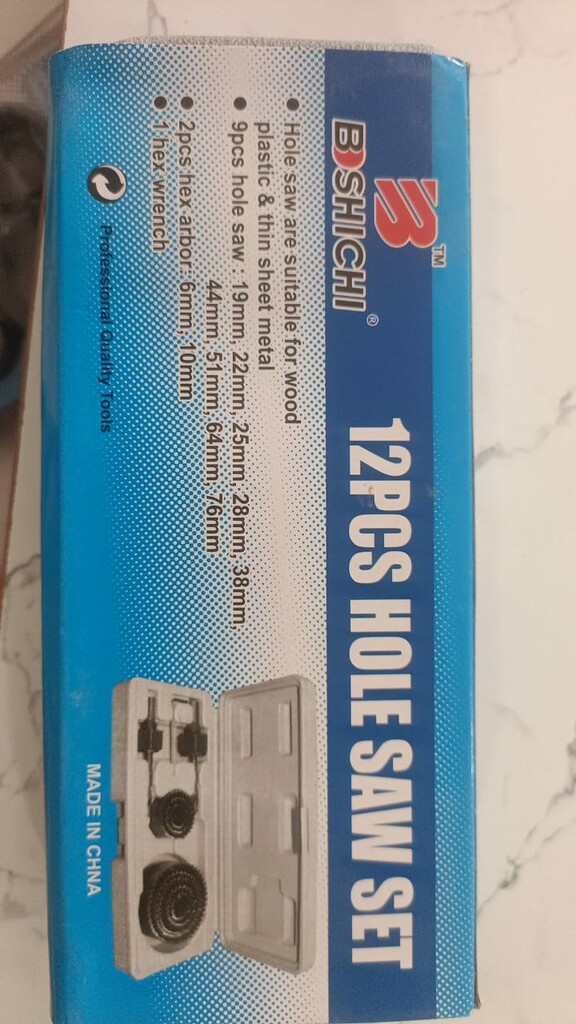 B
TM
BOSHICHI®
12PCS HOLE SAW SET
● Hole saw are suitable for wood
plastic & thin sheet metal
● 9pcs hole saw : 19mm, 22mm, 25mm, 28mm, 38mm,
44mm, 51mm, 64mm, 76mm
● 2pcs hex arbor: 6mm, 10mm
● 1 hex wrench
Professional Quality Tools
MADE IN CHNA